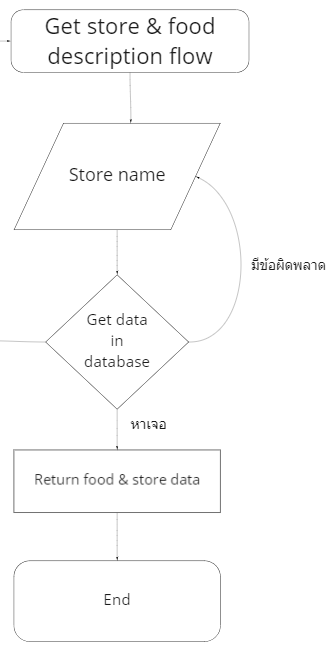 Get store & food
description flow
Store name
มีข้อผิดพลาด
Get data
in
database
หาเจอ
Return food & store data
End